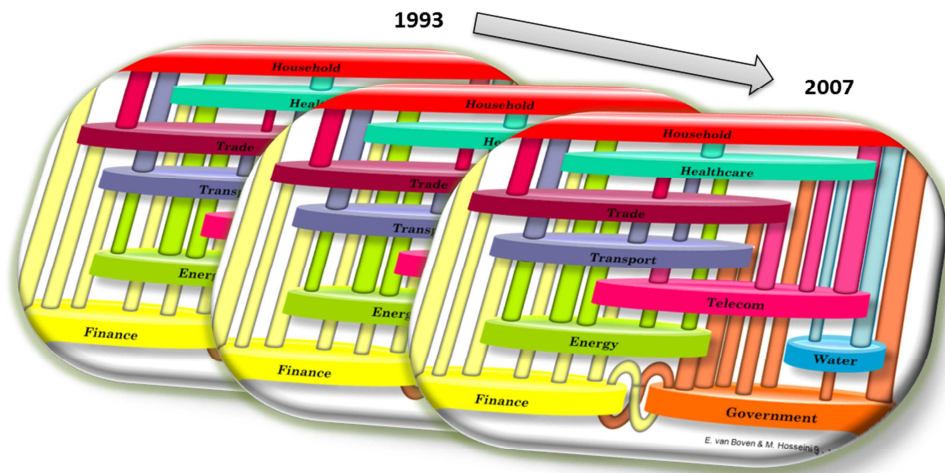 1993
2007
Household
Trade
Finance
Household
Trade
Finance
Household
Healthcare
Trade
Transport
Telecom
Energy
Water
Finance
Government
E. van Boven & M. Hosseini